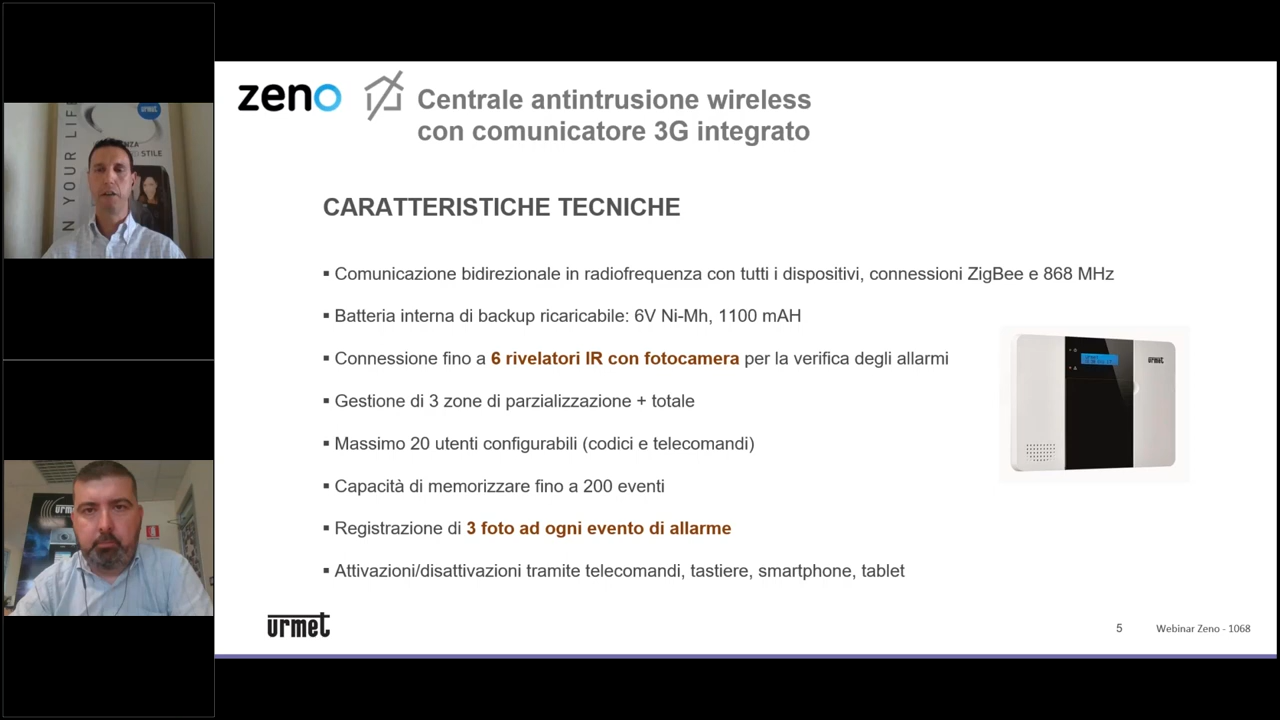 zeno
Centrale antintrusione wireless
con comunicatore 3G integrato
CARATTERISTICHE TECNICHE
▪ Comunicazione bidirezionale in radiofrequenza con tutti i dispositivi, connessioni ZigBee e 868 MHz
▪ Batteria interna di backup ricaricabile: 6V Ni-Mh, 1100 mAH
▪ Connessione fino a 6 rivelatori IR con fotocamera per la verifica degli allarmi
▪ Gestione di 3 zone di parzializzazione + totale
▪ Massimo 20 utenti configurabili (codici e telecomandi)
▪ Capacità di memorizzare fino a 200 eventi
▪ Registrazione di 3 foto ad ogni evento di allarme
▪ Attivazioni/disattivazioni tramite telecomandi, tastiere, smartphone, tablet
urmet
5
Webinar Zeno - 1068
urmet
urmet
N YOUR LIFE
STILE